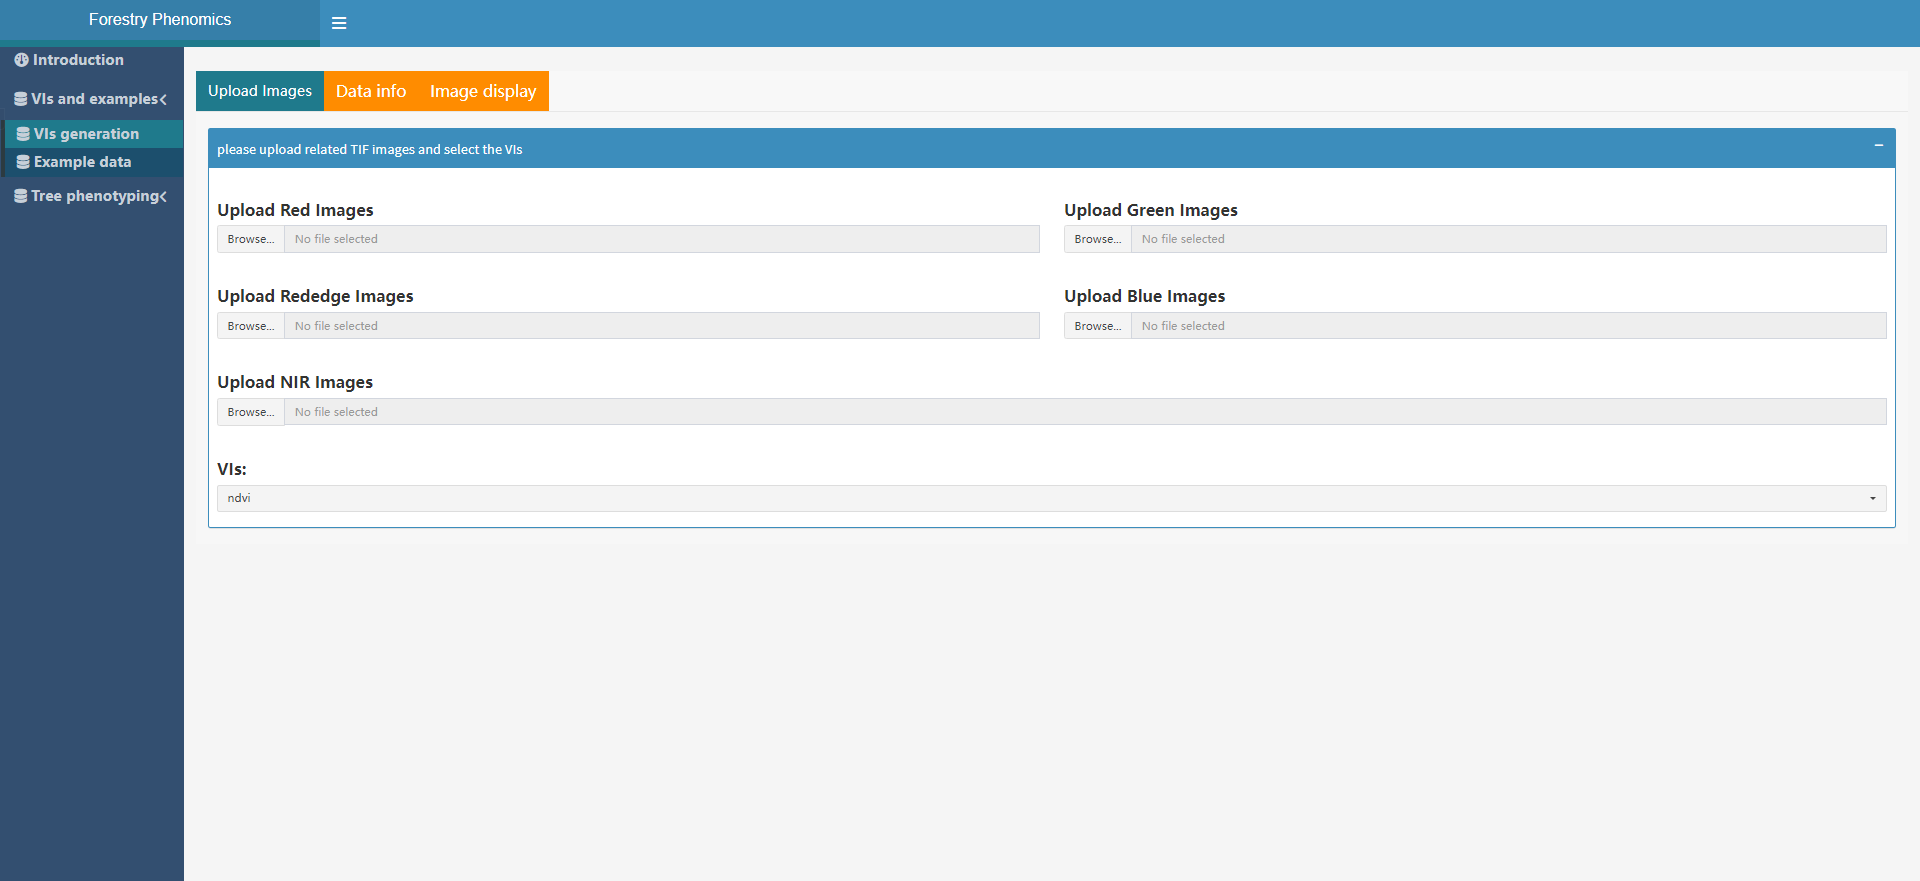 Forestry Phenomics
Introduction
VIs and examples
VIs generation
Example data
Tree phenotyping
Upload Images
Data info
Image display
please upload related TIF images and select the VIs
Upload Red Images
Browse...
No file selected
Upload Green Images
Browse...
No file selected
Upload Rededge Images
Browse...
No file selected
Upload Blue Images
Browse...
No file selected
Upload NIR Images
Browse...
No file selected
VIs:
ndvi